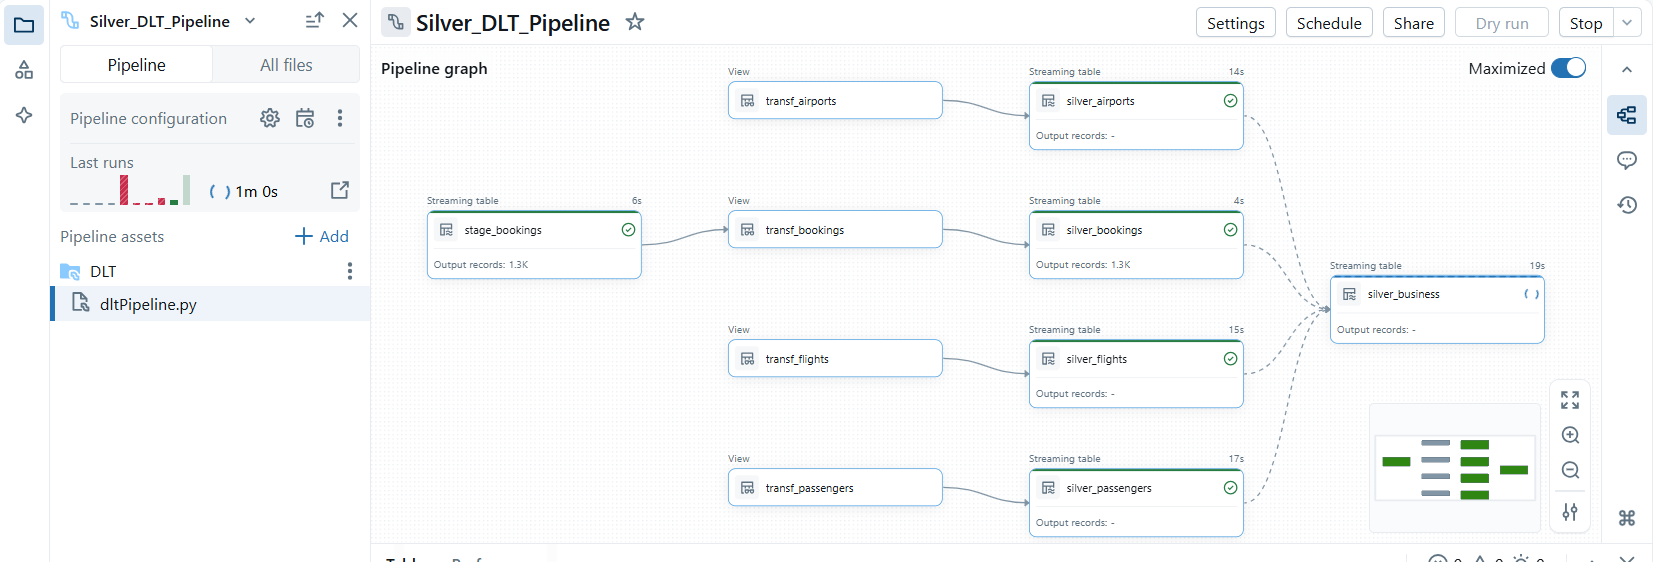 Silver_DLT_Pipeline
Pipeline
All files
Pipeline configuration
Last runs
1m 0s
Pipeline assets
Add
DLT
dltPipeline.py
Silver_DLT_Pipeline
Settings
Schedule
Share
Dry run
Stop
Pipeline graph
Maximized
View
transf_airports
Streaming table 14s
silver_airports
Output records: -
Streaming table 6s
stage_bookings
Output records: 1.3K
View
transf_bookings
Streaming table 4s
silver_bookings
Output records: 1.3K
Streaming table 19s
silver_business
Output records: -
View
transf_flights
Streaming table 15s
silver_flights
Output records: -
View
transf_passengers
Streaming table 17s
silver_passengers
Output records: -